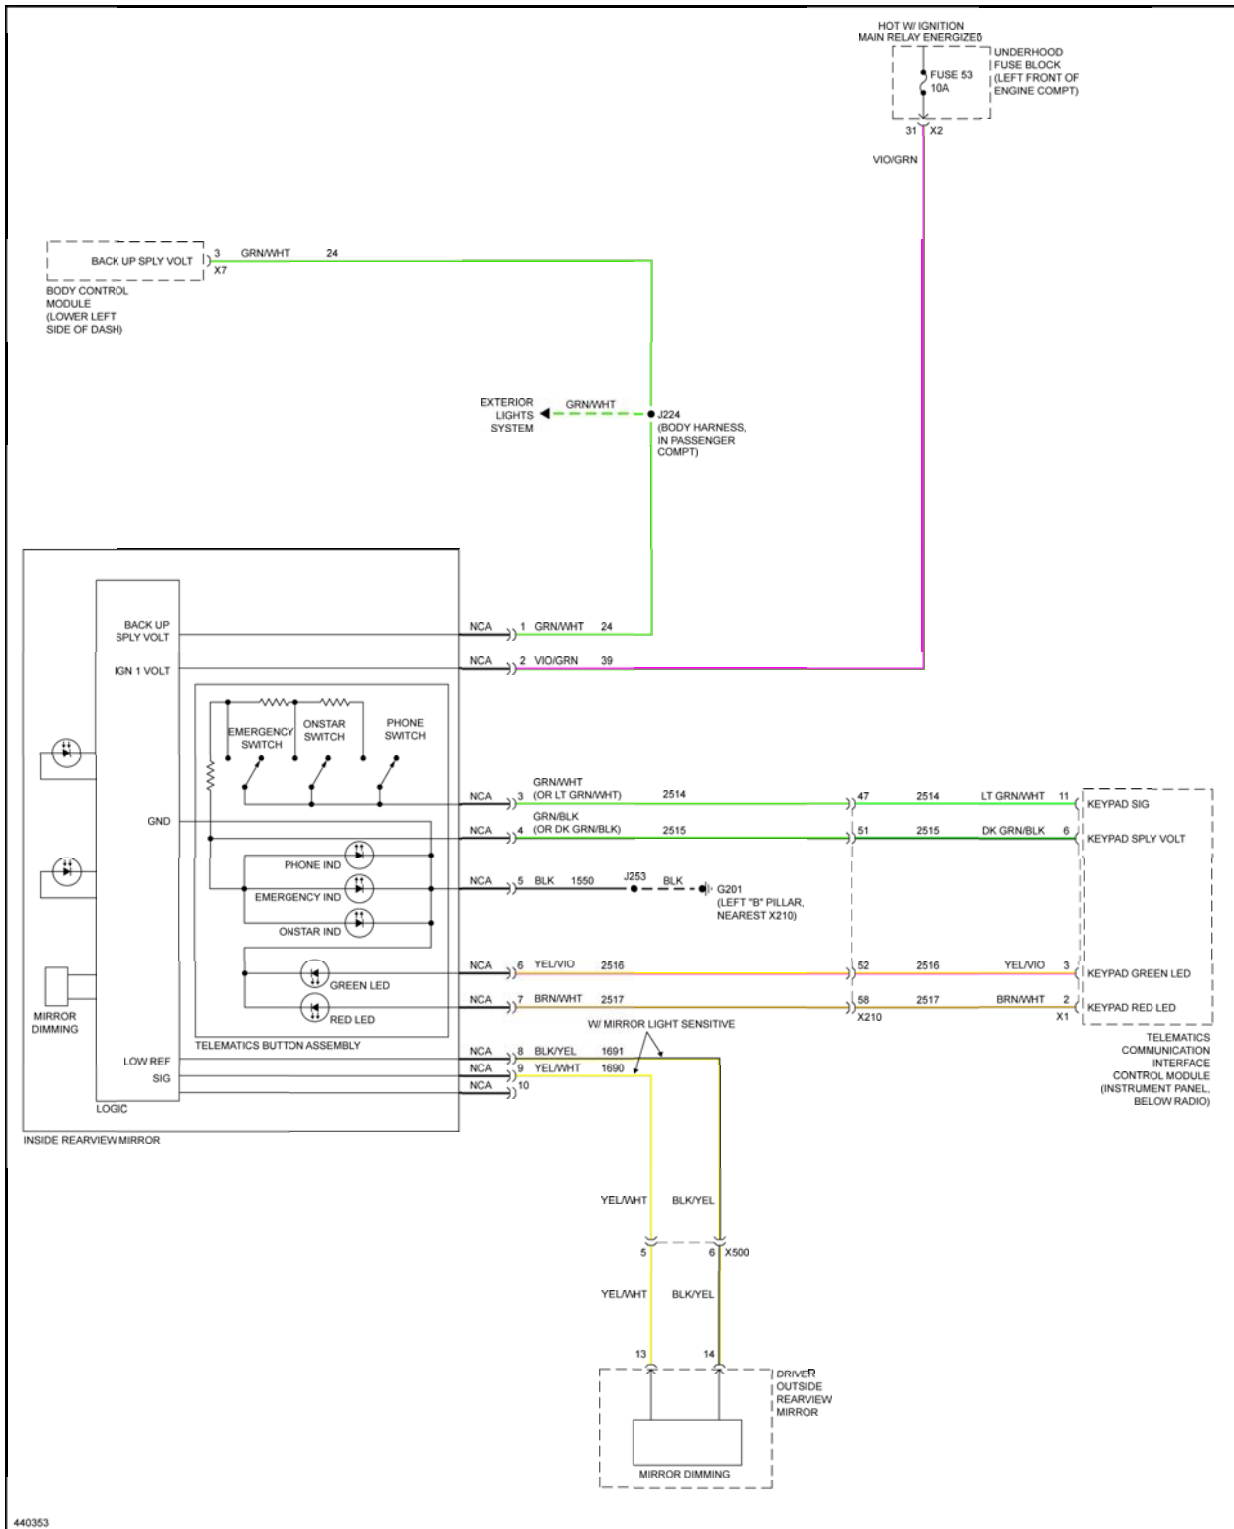 HOT W/ IGNITION
MAIN RELAY ENERGIZED
UNDERHOOD
FUSE BLOCK
(LEFT FRONT OF
ENGINE COMPT)
FUSE 53
10A
31 X2
VIO/GRN
BACK UP SPLY VOLT
3 GRN/WHT 24
X7
BODY CONTROL
MODULE
(LOWER LEFT
SIDE OF DASH)
EXTERIOR
LIGHTS
SYSTEM
GRN/WHT
J224
(BODY HARNESS,
IN PASSENGER
COMPT)
BACK UP
SPLY VOLT
NCA 1 GRN/WHT 24
IGN 1 VOLT
NCA 2 VIO/GRN 39
EMERGENCY
SWITCH
ONSTAR
SWITCH
PHONE
SWITCH
GRN/WHT
NCA 3 (OR LT GRN/WHT) 2514
47 2514 LT GRN/WHT 11 KEYPAD SIG
GND
GRN/BLK
NCA 4 (OR DK GRN/BLK) 2515
51 2515 DK GRN/BLK 6 KEYPAD SPLY VOLT
PHONE IND
EMERGENCY IND
ONSTAR IND
NCA 5 BLK 1550 J253 BLK
G201
(LEFT "B" PILLAR,
NEAREST X210)
GREEN LED
NCA 6 YEL/VIO 2516
52 2516 YEL/VIO 3 KEYPAD GREEN LED
RED LED
NCA 7 BRN/WHT 2517
58 2517 BRN/WHT 2 KEYPAD RED LED
X210
X1
MIRROR
DIMMING
TELEMATICS BUTTON ASSEMBLY
W/ MIRROR LIGHT SENSITIVE
TELEMATICS
COMMUNICATION
INTERFACE
CONTROL MODULE
(INSTRUMENT PANEL,
BELOW RADIO)
LOW REF
NCA 8 BLK/YEL 1691
SIG
NCA 9 YEL/WHT 1690
NCA 10
LOGIC
INSIDE REARVIEW MIRROR
YEL/WHT BLK/YEL
5 6 X500
YEL/WHT BLK/YEL
13 14
DRIVER
OUTSIDE
REARVIEW
MIRROR
MIRROR DIMMING
440353